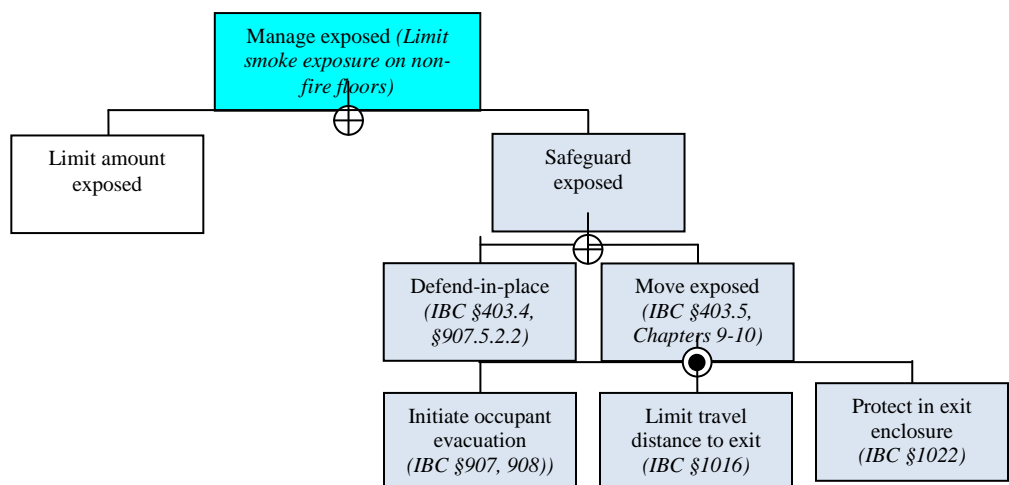 Manage exposed (Limit
smoke exposure on non-
fire floors)
Limit amount
exposed
Safeguard
exposed
Defend-in-place
(IBC §403.4,
§907.5.2.2)
Move exposed
(IBC §403.5,
Chapters 9-10)
Initiate occupant
evacuation
(IBC §907, 908))
Limit travel
distance to exit
(IBC §1016)
Protect in exit
enclosure
(IBC §1022)